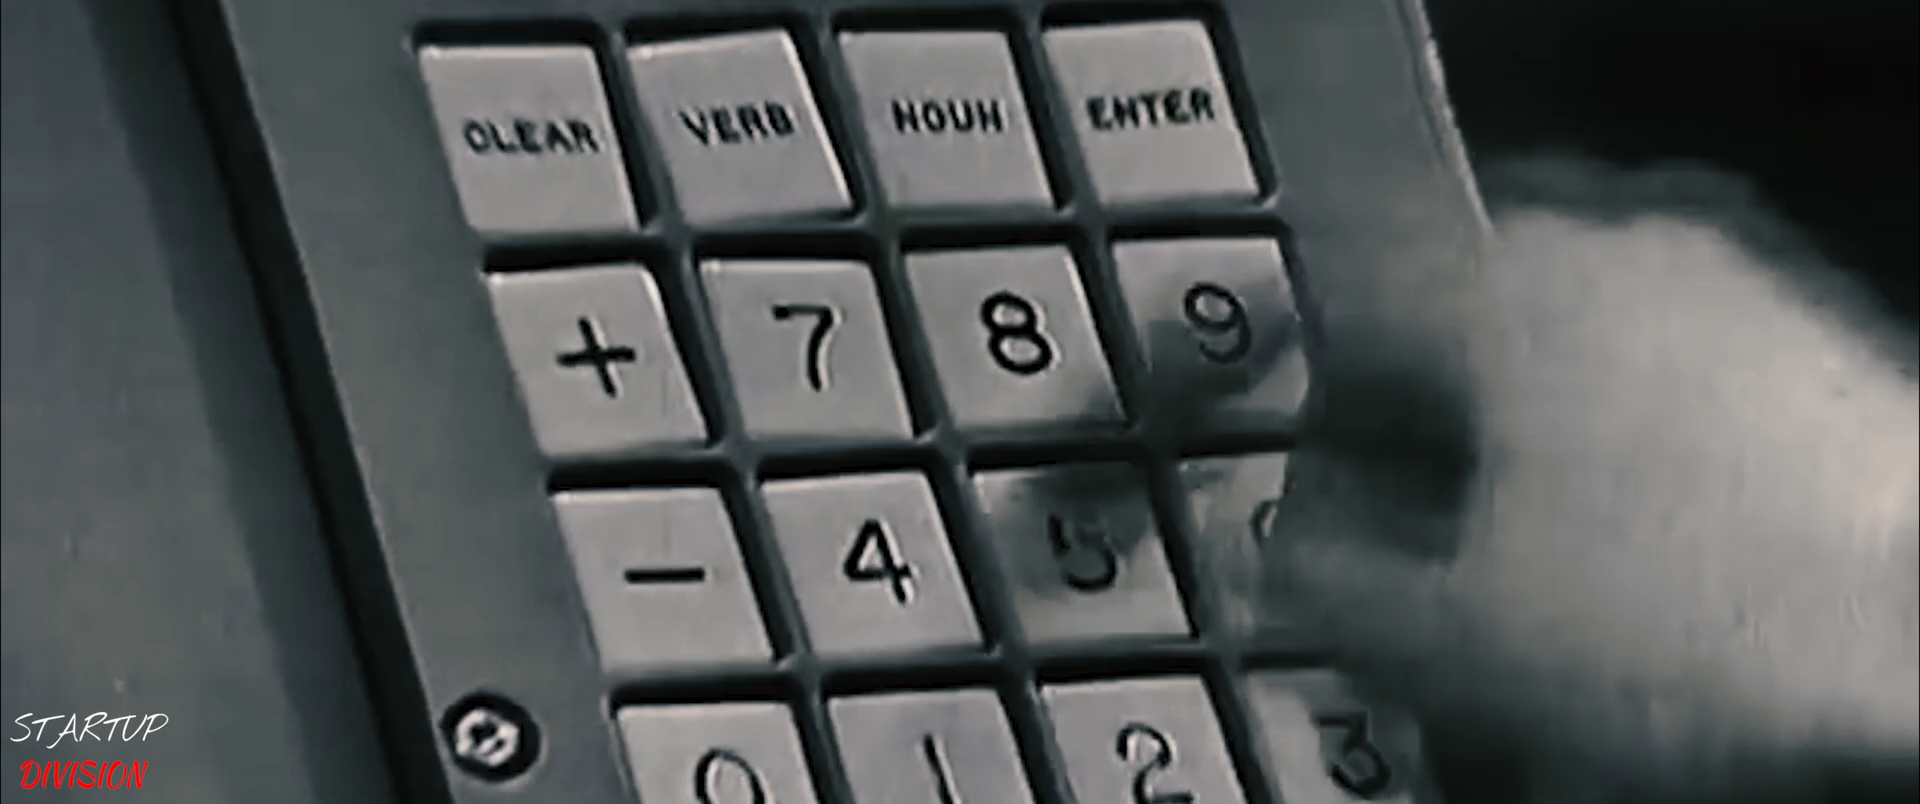 CLEAR VERB NOUN ENTER
+ 7 8 9
- 4 5
0 1 2 3
STARTUP
DIVISION